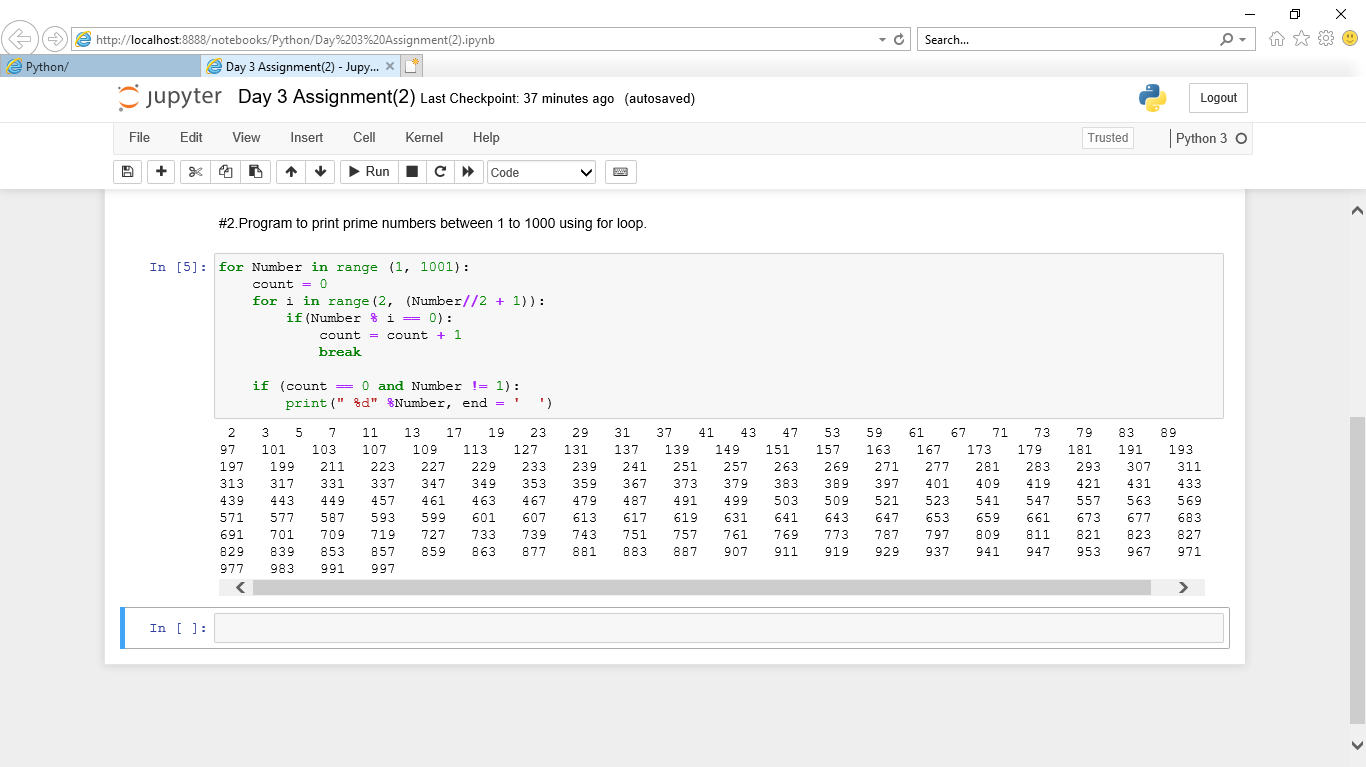 http://localhost:8888/notebooks/Python/Day%203%20Assignment(2).ipynb Search...
Python/ Day 3 Assignment(2) - Jupy...
jupyter Day 3 Assignment(2) Last Checkpoint: 37 minutes ago (autosaved) Logout
File Edit View Insert Cell Kernel Help Trusted Python 3
Run Code
#2.Program to print prime numbers between 1 to 1000 using for loop.
In [5]: for Number in range (1, 1001):
    count = 0
    for i in range(2, (Number//2 + 1)):
        if(Number % i == 0):
            count = count + 1
            break
    if (count == 0 and Number != 1):
        print(" %d" %Number, end = '  ')
2 3 5 7 11 13 17 19 23 29 31 37 41 43 47 53 59 61 67 71 73 79 83 89
97 101 103 107 109 113 127 131 137 139 149 151 157 163 167 173 179 181 191 193
197 199 211 223 227 229 233 239 241 251 257 263 269 271 277 281 283 293 307 311
313 317 331 337 347 349 353 359 367 373 379 383 389 397 401 409 419 421 431 433
439 443 449 457 461 463 467 479 487 491 499 503 509 521 523 541 547 557 563 569
571 577 587 593 599 601 607 613 617 619 631 641 643 647 653 659 661 673 677 683
691 701 709 719 727 733 739 743 751 757 761 769 773 787 797 809 811 821 823 827
829 839 853 857 859 863 877 881 883 887 907 911 919 929 937 941 947 953 967 971
977 983 991 997
In [ ]: